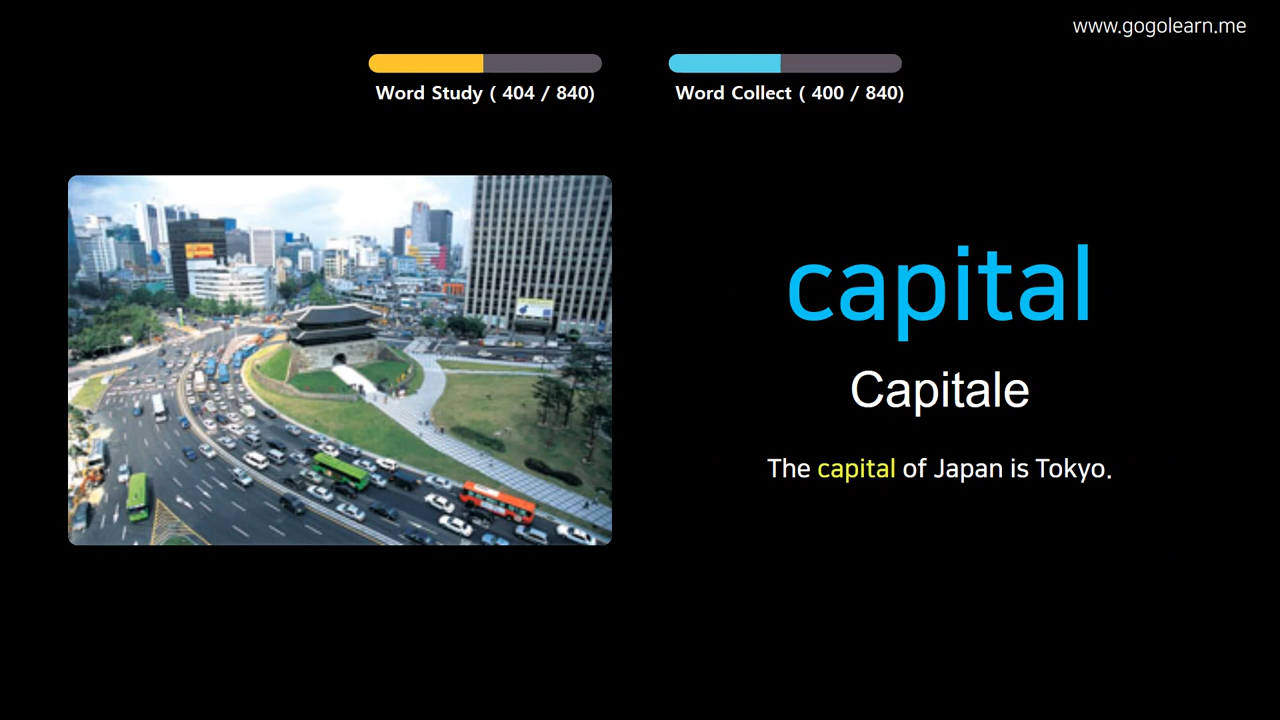 www.gogolearn.me
Word Study ( 404 / 840)
Word Collect ( 400 / 840)
capital
Capitale
The capital of Japan is Tokyo.